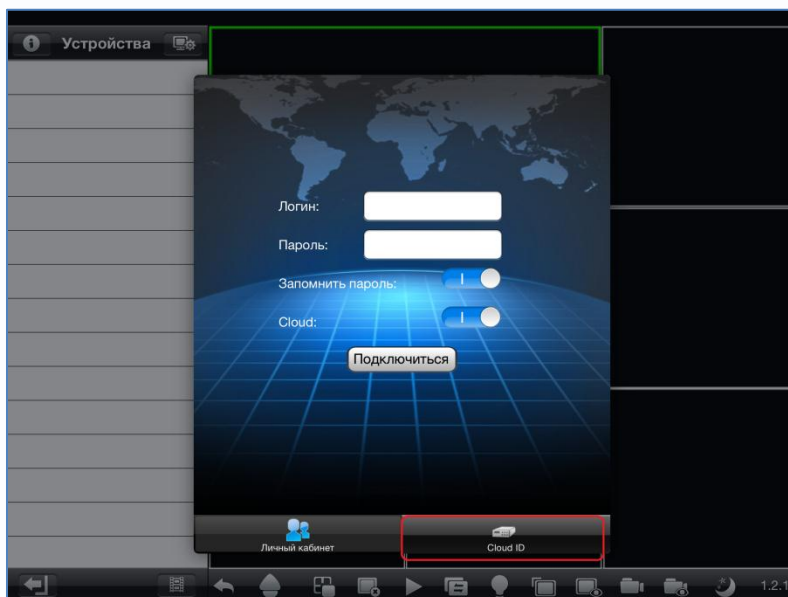 Устройства
Логин:
Пароль:
Запомнить пароль:
Cloud:
Подключиться
Личный кабинет
Cloud ID
1.2.1